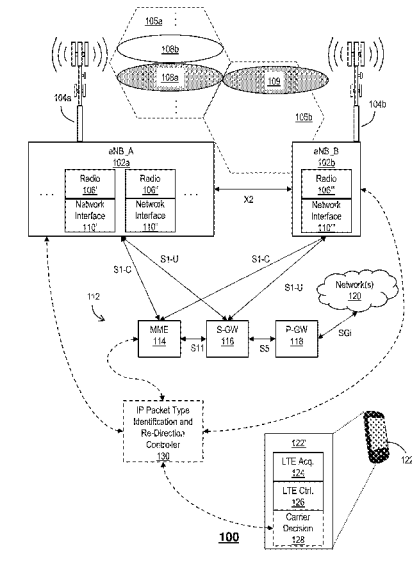 105a
108b
108a
109
105b
104a
104b
eNB_A
102a
eNB_B
102b
Radio
106'
Radio
106"
Radio
106'''
... Network Interface
110'
Network Interface
110"
...
Network Interface
110'''
X2
S1-C
S1-U
S1-C
S1-U
Network(s)
120
112
MME
114
S-GW
116
P-GW
118
S11
S5
SGi
IP Packet Type
Identification and
Re-Direction
Controller
130
122'
LTE Acq.
124
LTE Ctrl.
126
Carrier
Decision
128
122
100